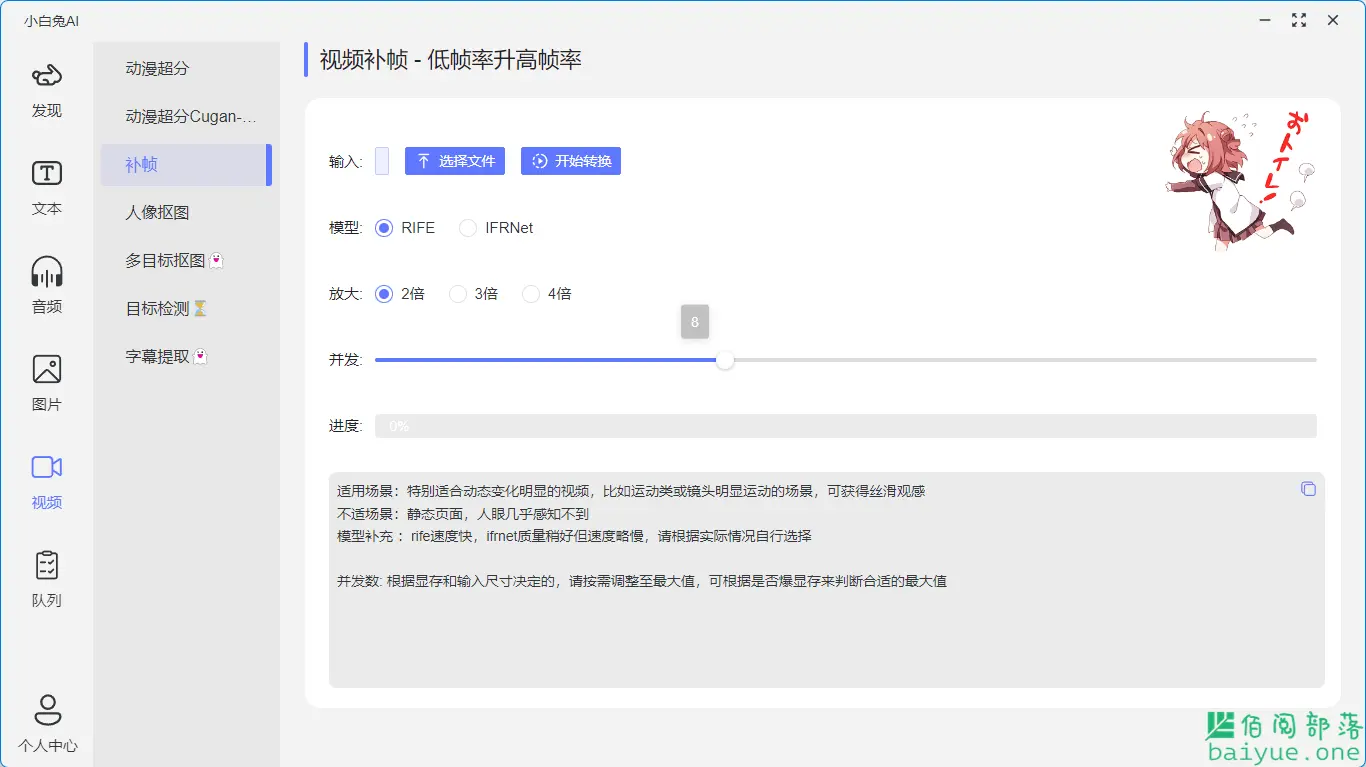 小白兔AI
发现
文本
音频
图片
视频
队列
个人中心
动漫超分
动漫超分Cugan-...
补帧
人像抠图
多目标抠图
目标检测
字幕提取
视频补帧 - 低帧率升高帧率
输入:
选择文件
开始转换
模型:
RIFE
IFRNet
放大:
2倍
3倍
4倍
8
并发:
进度:
0%
适用场景：特别适合动态变化明显的视频，比如运动类或镜头明显运动的场景，可获得丝滑观感
不适场景：静态页面，人眼几乎感知不到
模型补充 ：rife速度快，ifrnet质量稍好但速度略慢，请根据实际情况自行选择
并发数: 根据显存和输入尺寸决定的，请按需调整至最大值，可根据是否爆显存来判断合适的最大值
佰阅部落
baiyue.one